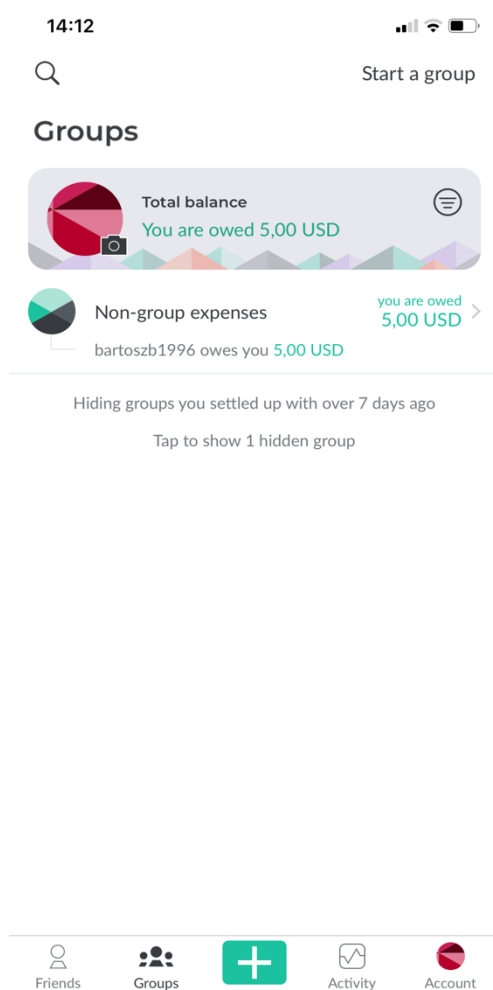 14:12
Start a group
Groups
Total balance
You are owed 5,00 USD
Non-group expenses
you are owed
5,00 USD
bartoszb1996 owes you 5,00 USD
Hiding groups you settled up with over 7 days ago
Tap to show 1 hidden group
Friends
Groups
Activity
Account